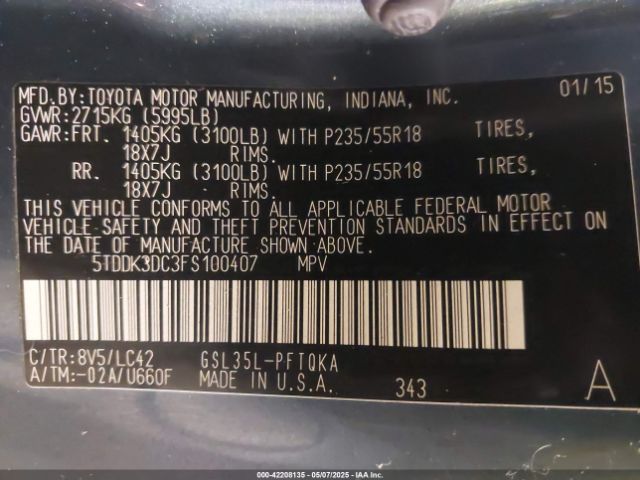 MFD.BY:TOYOTA MOTOR MANUFACTURING, INDIANA, INC. 01/15
GVWR:2715KG (5995LB)
GAWR:FRT. 1405KG (3100LB) WITH P235/55R18 TIRES,
18X7J RIMS.
RR. 1405KG (3100LB) WITH P235/55R18 TIRES,
18X7J RIMS.
THIS VEHICLE CONFORMS TO ALL APPLICABLE FEDERAL MOTOR
VEHICLE SAFETY AND THEFT PREVENTION STANDARDS IN EFFECT ON
THE DATE OF MANUFACTURE SHOWN ABOVE.
5TDDK3DC3FS100407 MPV
C/TR:8V5/LC42 GSL35L-PFTQKA
A/TM:-02A/U660F MADE IN U.S.A. 343 A
000-42208135 - 05/07/2025 - IAAI.COM